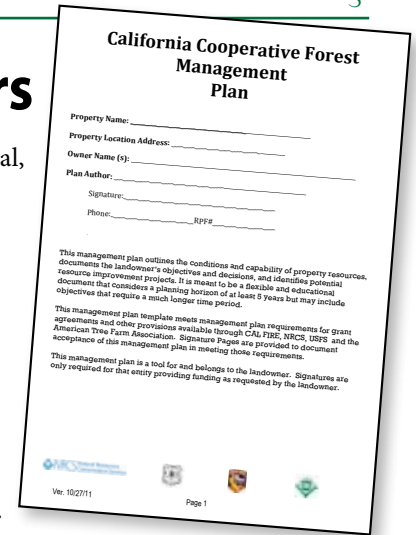 rs
al,
California Cooperative Forest
Management
Plan
Property Name:
Property Location Address:
Owner Name (s):
Plan Author:
Signature:
Phone: RPF#
This management plan outlines the conditions and capability of property resources,
documents the landowner's objectives and decisions, and identifies potential
resource improvement projects. It is meant to be a flexible and educational
document that considers a planning horizon of at least 5 years but may include
objectives that require a much longer time period.
This management plan template meets management plan requirements for grant
agreements and other provisions available through CAL FIRE, NRCS, USFS and the
American Tree Farm Association. Signature Pages are provided to document
acceptance of this management plan in meeting those requirements.
This management plan is a tool for and belongs to the landowner. Signatures are
only required for that entity providing funding as requested by the landowner.
NRCS
Ver. 10/27/11
Page 1